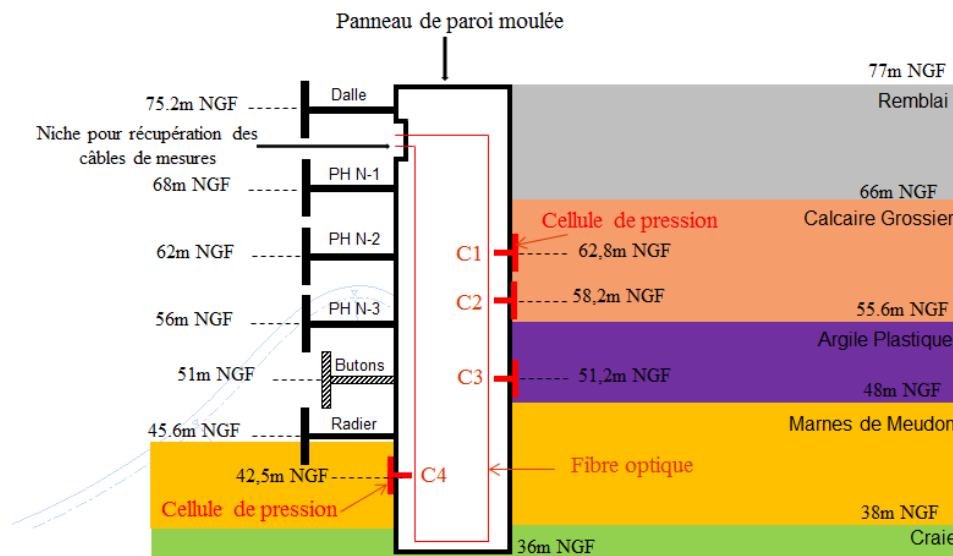 Panneau de paroi moulée
77m NGF
Dalle
75.2m NGF
Remblai
Niche pour récupération des
câbles de mesures
PH N-1
68m NGF
66m NGF
Calcaire Grossier
Cellule de pression
PH N-2
62m NGF
C1
62,8m NGF
C2
58,2m NGF
PH N-3
56m NGF
55.6m NGF
Argile Plastique
Butons
51m NGF
C3
51,2m NGF
48m NGF
Radier
45.6m NGF
Marnes de Meudon
42,5m NGF
C4
Fibre optique
Cellule de pression
38m NGF
36m NGF
Craie